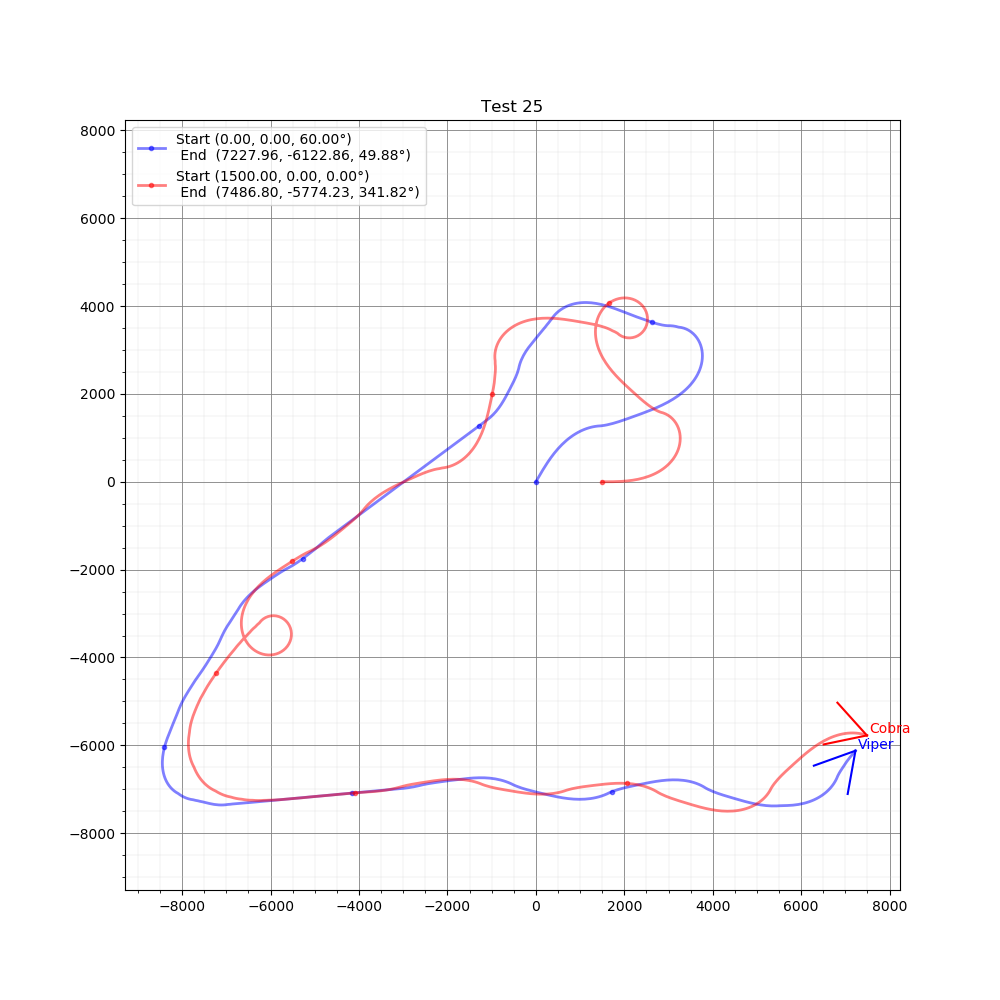 Test 25
Start (0.00, 0.00, 60.00°)
End  (7227.96, -6122.86, 49.88°)
Start (1500.00, 0.00, 0.00°)
End  (7486.80, -5774.23, 341.82°)
8000
6000
4000
2000
0
−2000
−4000
−6000
−8000
Cobra
Viper
−8000 −6000 −4000 −2000 0 2000 4000 6000 8000